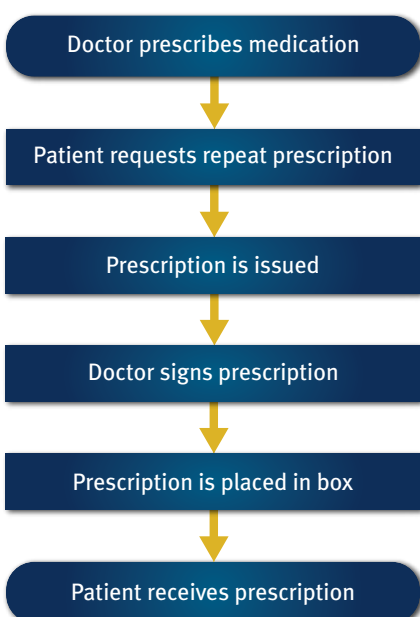 Doctor prescribes medication
Patient requests repeat prescription
Prescription is issued
Doctor signs prescription
Prescription is placed in box
Patient receives prescription